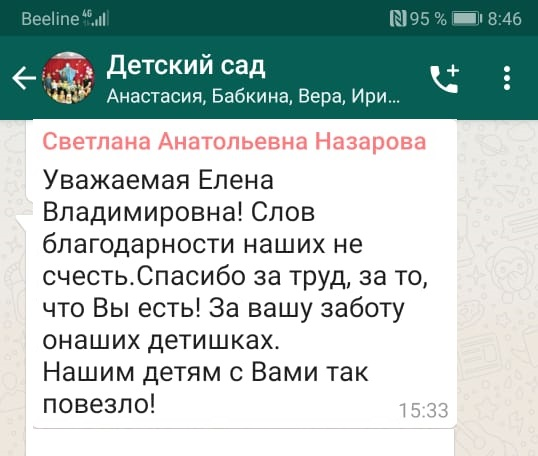 Beeline 4G 95 % 8:46
Детский сад
Анастасия, Бабкина, Вера, Ири...
Светлана Анатольевна Назарова
Уважаемая Елена
Владимировна! Слов
благодарности наших не
счесть.Спасибо за труд, за то,
что Вы есть! За вашу заботу
онаших детишках.
Нашим детям с Вами так
повезло!
15:33